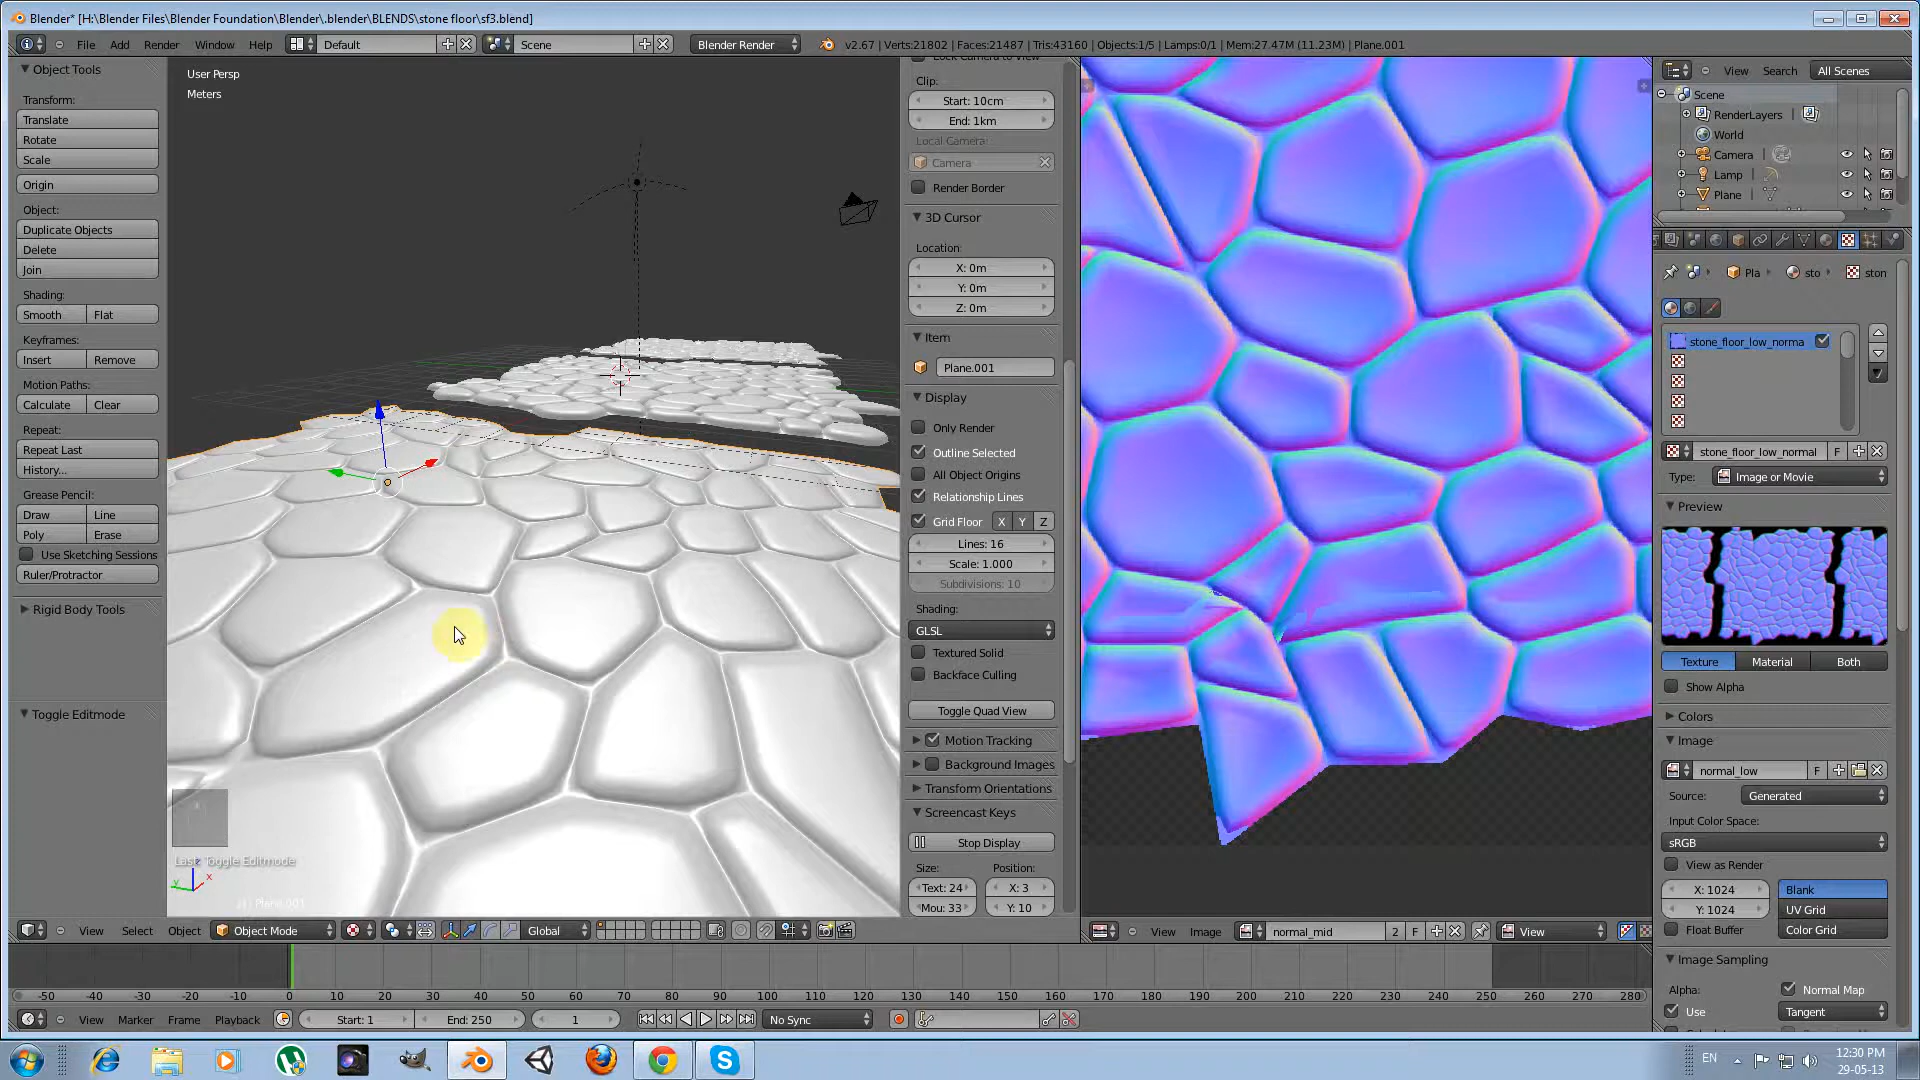 Blender* [H:\Blender Files\Blender Foundation\Blender\.blender\BLENDS\stone floor\sf3.blend]
File Add Render Window Help Default Scene Blender Render v2.67 | Verts:21802 | Faces:21487 | Tris:43160 | Objects:1/5 | Lamps:0/1 | Mem:27.47M (11.23M) | Plane.001
Object Tools
Transform:
Translate
Rotate
Scale
Origin
Object:
Duplicate Objects
Delete
Join
Shading:
Smooth Flat
Keyframes:
Insert Remove
Motion Paths:
Calculate Clear
Repeat:
Repeat Last
History...
Grease Pencil:
Draw Line
Poly Erase
Use Sketching Sessions
Ruler/Protractor
Rigid Body Tools
Toggle Editmode
User Persp
Meters
Last: Toggle Editmode
z
x
y
(1) Plane.001
View Select Object Object Mode Global
Lock Camera to View
Clip:
Start: 10cm
End: 1km
Local Camera:
Camera
Render Border
3D Cursor
Location:
X: 0m
Y: 0m
Z: 0m
Item
Plane.001
Display
Only Render
Outline Selected
All Object Origins
Relationship Lines
Grid Floor X Y Z
Lines: 16
Scale: 1.000
Subdivisions: 10
Shading:
GLSL
Textured Solid
Backface Culling
Toggle Quad View
Motion Tracking
Background Images
Transform Orientations
Screencast Keys
Stop Display
Size: Position:
Text: 24 X: 3
Mou: 33 Y: 10
View Image normal_mid 2 F View
View Search All Scenes
Scene
RenderLayers
World
Camera
Lamp
Plane
Pla sto ston
stone_floor_low_norma
stone_floor_low_normal F
Type: Image or Movie
Preview
Texture Material Both
Show Alpha
Colors
Image
normal_low F
Source: Generated
Input Color Space:
sRGB
View as Render
X: 1024 Blank
Y: 1024 UV Grid
Float Buffer Color Grid
Image Sampling
Alpha: Normal Map
Use Tangent
-50 -40 -30 -20 -10 0 10 20 30 40 50 60 70 80 90 100 110 120 130 140 150 160 170 180 190 200 210 220 230 240 250 260 270 280
View Marker Frame Playback Start: 1 End: 250 1 No Sync
EN 12:30 PM
29-05-13